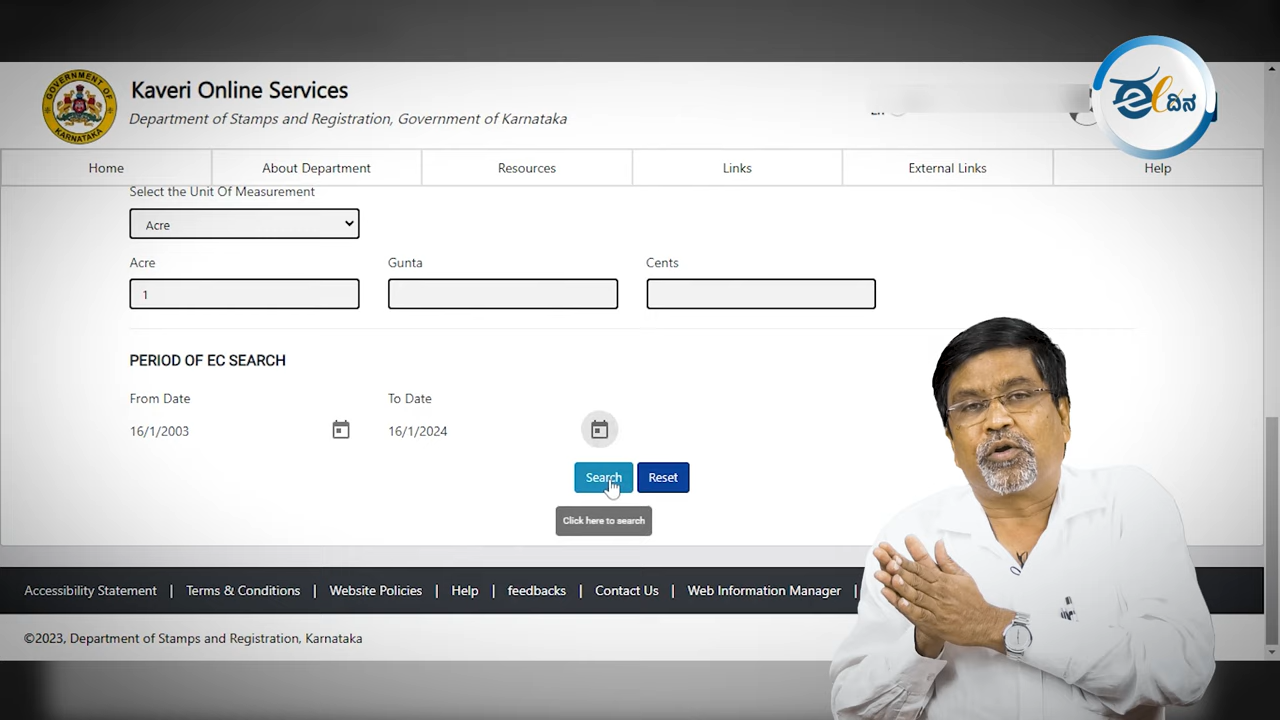 Kaveri Online Services
Department of Stamps and Registration, Government of Karnataka
GOVERNMENT OF
KARNATAKA
ಈ
ದಿನ
Home About Department Resources Links External Links Help
Select the Unit Of Measurement
Acre
Acre Gunta Cents
1
PERIOD OF EC SEARCH
From Date To Date
16/1/2003 16/1/2024
Search Reset
Click here to search
Accessibility Statement | Terms & Conditions | Website Policies | Help | feedbacks | Contact Us | Web Information Manager |
©2023, Department of Stamps and Registration, Karnataka